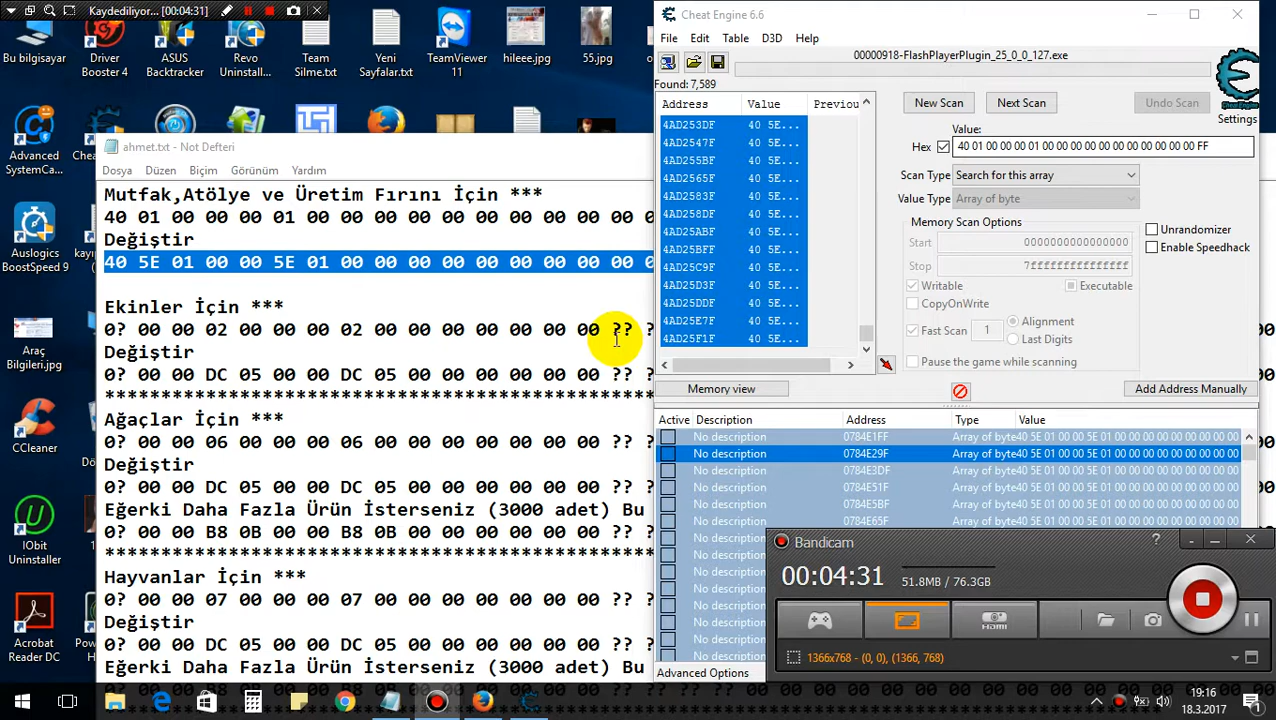 Kaydediliyor... [00:04:31]
Bu bilgisayar
Driver
Booster 4
ASUS
Backtracker
Revo
Uninstall...
Team
Silme.txt
Yeni
Sayfalar.txt
TeamViewer
11
hileee.jpg
55.jpg
Advanced
SystemCa...
Auslogics
BoostSpeed 9
Araç
Bilgileri.jpg
CCleaner
IObit
Uninstaller
Acrobat
Reader DC
ahmet.txt - Not Defteri
Dosya Düzen Biçim Görünüm Yardım
Mutfak,Atölye ve Üretim Fırını İçin ***
40 01 00 00 00 01 00 00 00 00 00 00 00 00 0
Değiştir
40 5E 01 00 00 5E 01 00 00 00 00 00 00 00 0
Ekinler İçin ***
0? 00 00 02 00 00 00 02 00 00 00 00 00 00 ?? ?
Değiştir
0? 00 00 DC 05 00 00 DC 05 00 00 00 00 00 ?? ?
***************************************************
Ağaçlar İçin ***
0? 00 00 06 00 00 00 06 00 00 00 00 00 00 ?? ?
Değiştir
0? 00 00 DC 05 00 00 DC 05 00 00 00 00 00 ?? ?
Eğerki Daha Fazla Ürün İsterseniz (3000 adet) Bu
0? 00 00 B8 0B 00 00 B8 0B 00 00 00 00 00 ?? ?
***************************************************
Hayvanlar İçin ***
0? 00 00 07 00 00 00 07 00 00 00 00 00 00 ?? ?
Değiştir
0? 00 00 DC 05 00 00 DC 05 00 00 00 00 00 ?? ?
Eğerki Daha Fazla Ürün İsterseniz (3000 adet) Bu
Cheat Engine 6.6
File Edit Table D3D Help
00000918-FlashPlayerPlugin_25_0_0_127.exe
Found: 7,589
Address Value Previou
4AD253DF 40 5E...
4AD2547F 40 5E...
4AD255BF 40 5E...
4AD2565F 40 5E...
4AD2583F 40 5E...
4AD258DF 40 5E...
4AD25ABF 40 5E...
4AD25BFF 40 5E...
4AD25C9F 40 5E...
4AD25D3F 40 5E...
4AD25DDF 40 5E...
4AD25E7F 40 5E...
4AD25F1F 40 5E...
New Scan Next Scan Undo Scan
Settings
Value:
Hex 40 01 00 00 00 01 00 00 00 00 00 00 00 00 00 00 00 FF
Scan Type Search for this array
Value Type Array of byte
Memory Scan Options
Start 0000000000000000
Stop 7fffffffffffffff
Writable Executable
CopyOnWrite
Fast Scan 1 Alignment
Last Digits
Pause the game while scanning
Unrandomizer
Enable Speedhack
Memory view Add Address Manually
Active Description Address Type Value
No description 0784E1FF Array of byte 40 5E 01 00 00 5E 01 00 00 00 00 00 00 00 00 00
No description 0784E29F Array of byte 40 5E 01 00 00 5E 01 00 00 00 00 00 00 00 00 00
No description 0784E3DF Array of byte 40 5E 01 00 00 5E 01 00 00 00 00 00 00 00 00 00
No description 0784E51F Array of byte 40 5E 01 00 00 5E 01 00 00 00 00 00 00 00 00 00
No description 0784E5BF Array of byte 40 5E 01 00 00 5E 01 00 00 00 00 00 00 00 00 00
No description 0784E65F Array of byte 40 5E 01 00 00 5E 01 00 00 00 00 00 00 00 00 00
No description
No description
No description
No description
No description
No description
No description
No description
Advanced Options
Bandicam
00:04:31
51.8MB / 76.3GB
HDMI
1366x768 - (0, 0), (1366, 768)
19:16
18.3.2017